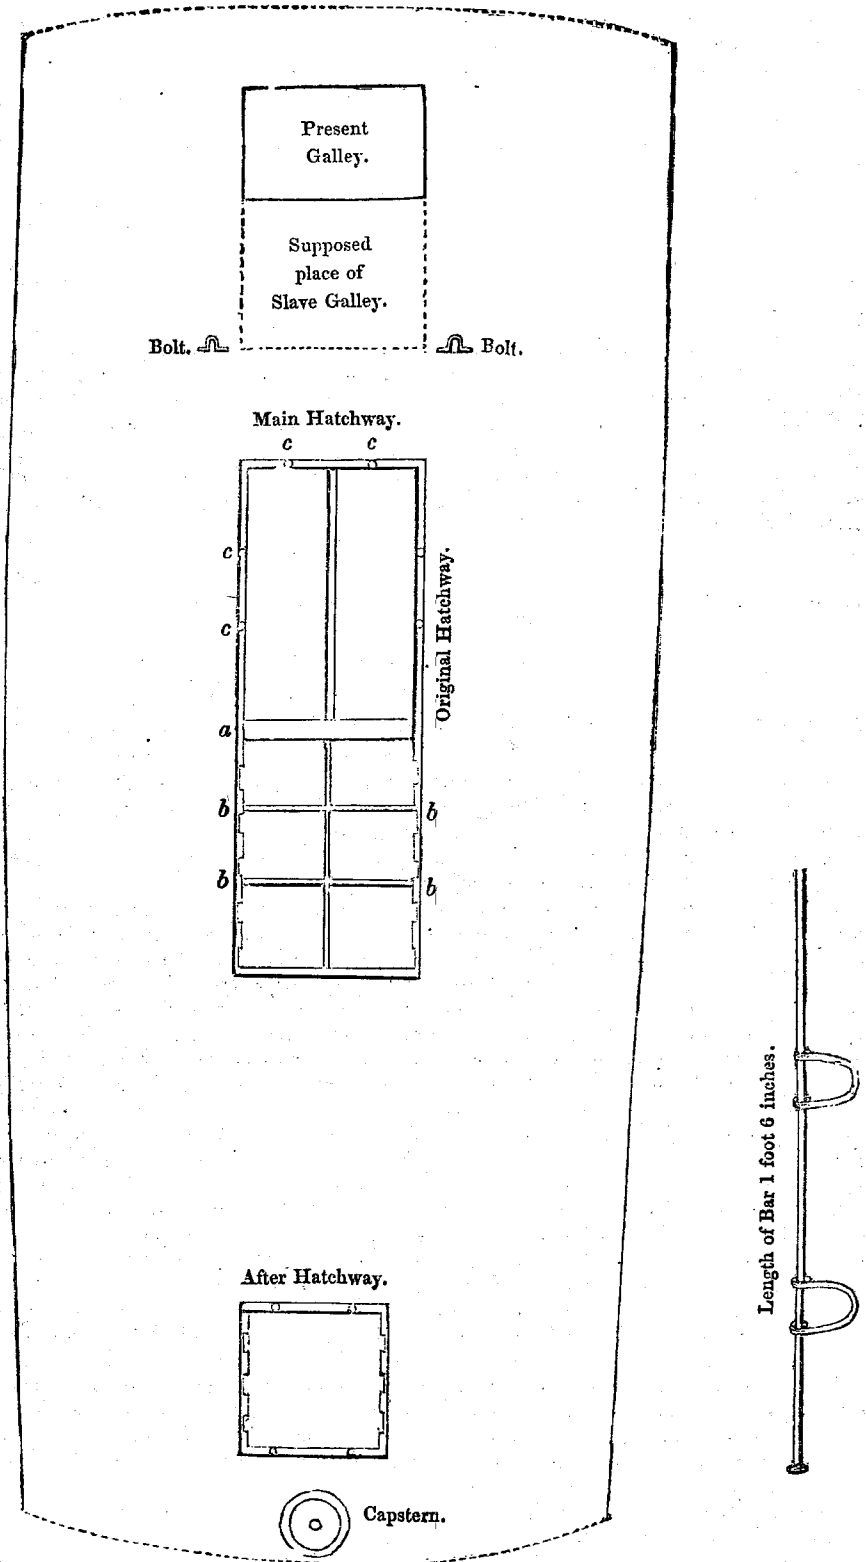 Present
Galley.
Supposed
place of
Slave Galley.
Bolt.
Bolt.
Main Hatchway.
c c
c
c
Original Hatchway.
a
b b
b b
Length of Bar 1 foot 6 inches.
After Hatchway.
Capstern.